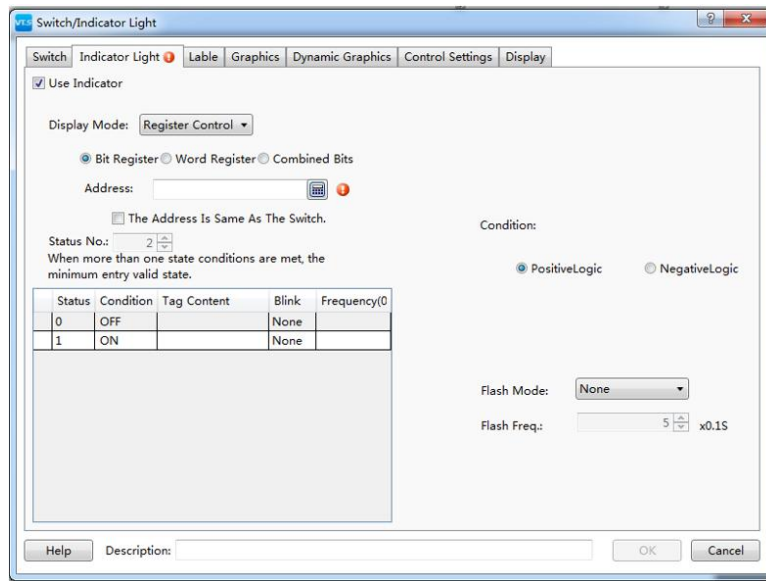 VT.S Switch/Indicator Light
Switch Indicator Light Lable Graphics Dynamic Graphics Control Settings Display
Use Indicator
Display Mode: Register Control
Bit Register Word Register Combined Bits
Address:
The Address Is Same As The Switch.
Status No.: 2
When more than one state conditions are met, the
minimum entry valid state.
Status Condition Tag Content Blink Frequency(0
0 OFF None
1 ON None
Condition:
PositiveLogic NegativeLogic
Flash Mode: None
Flash Freq.: 5 x0.1S
Help Description: OK Cancel